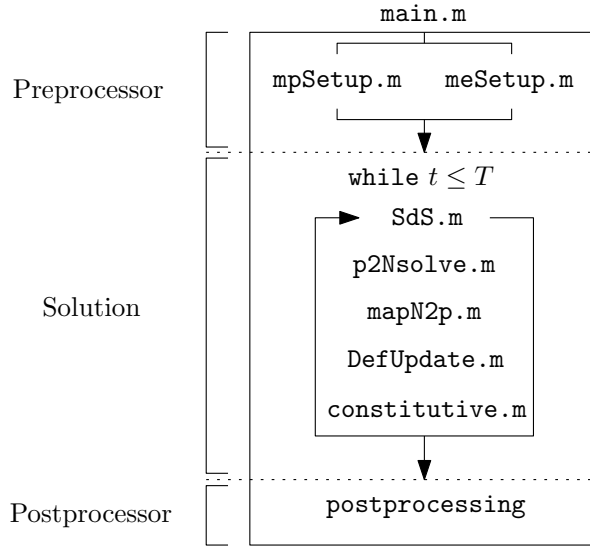 main.m
Preprocessor
mpSetup.m meSetup.m
while t ≤ T
SdS.m
p2Nsolve.m
Solution
mapN2p.m
DefUpdate.m
constitutive.m
postprocessing
Postprocessor